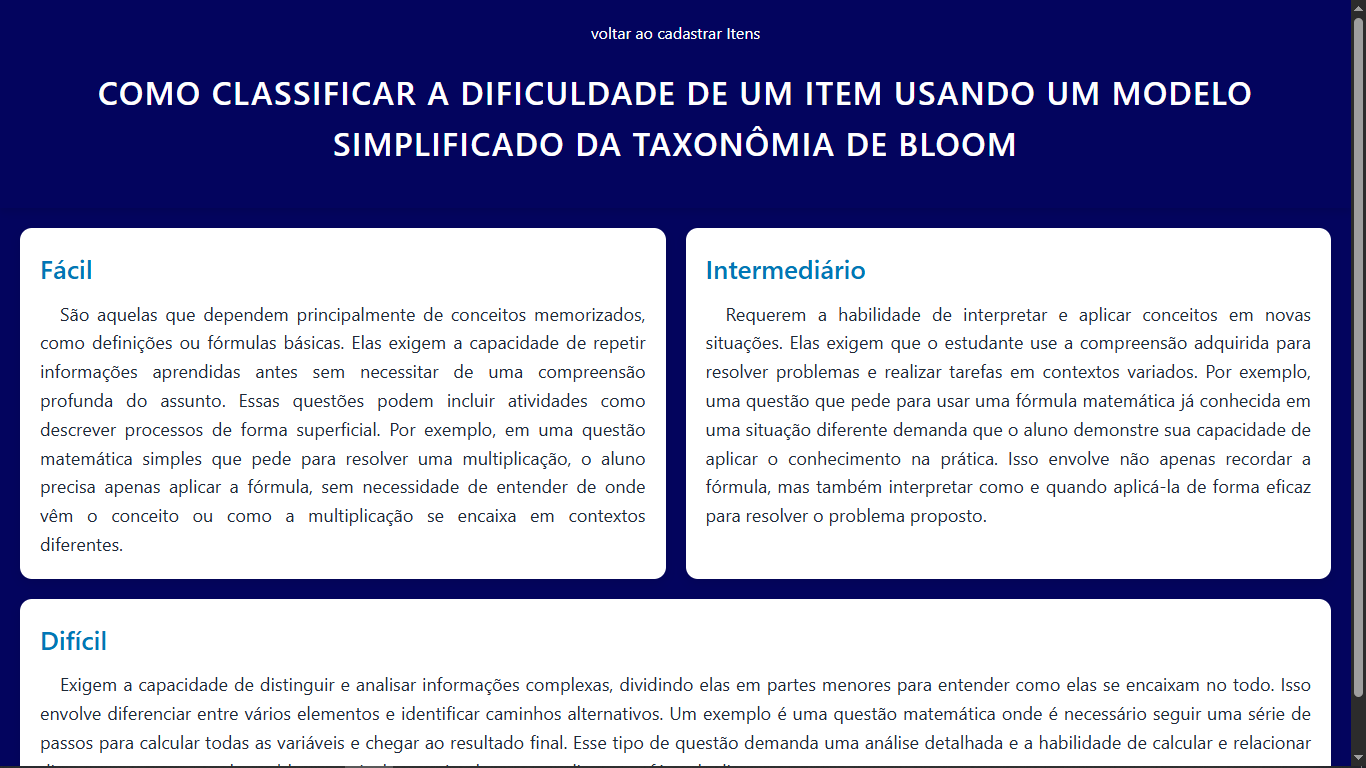 voltar ao cadastrar Itens
COMO CLASSIFICAR A DIFICULDADE DE UM ITEM USANDO UM MODELO
SIMPLIFICADO DA TAXONÔMIA DE BLOOM
Fácil
São aquelas que dependem principalmente de conceitos memorizados,
como definições ou fórmulas básicas. Elas exigem a capacidade de repetir
informações aprendidas antes sem necessitar de uma compreensão
profunda do assunto. Essas questões podem incluir atividades como
descrever processos de forma superficial. Por exemplo, em uma questão
matemática simples que pede para resolver uma multiplicação, o aluno
precisa apenas aplicar a fórmula, sem necessidade de entender de onde
vêm o conceito ou como a multiplicação se encaixa em contextos
diferentes.
Intermediário
Requerem a habilidade de interpretar e aplicar conceitos em novas
situações. Elas exigem que o estudante use a compreensão adquirida para
resolver problemas e realizar tarefas em contextos variados. Por exemplo,
uma questão que pede para usar uma fórmula matemática já conhecida em
uma situação diferente demanda que o aluno demonstre sua capacidade de
aplicar o conhecimento na prática. Isso envolve não apenas recordar a
fórmula, mas também interpretar como e quando aplicá-la de forma eficaz
para resolver o problema proposto.
Difícil
Exigem a capacidade de distinguir e analisar informações complexas, dividindo elas em partes menores para entender como elas se encaixam no todo. Isso
envolve diferenciar entre vários elementos e identificar caminhos alternativos. Um exemplo é uma questão matemática onde é necessário seguir uma série de
passos para calcular todas as variáveis e chegar ao resultado final. Esse tipo de questão demanda uma análise detalhada e a habilidade de calcular e relacionar